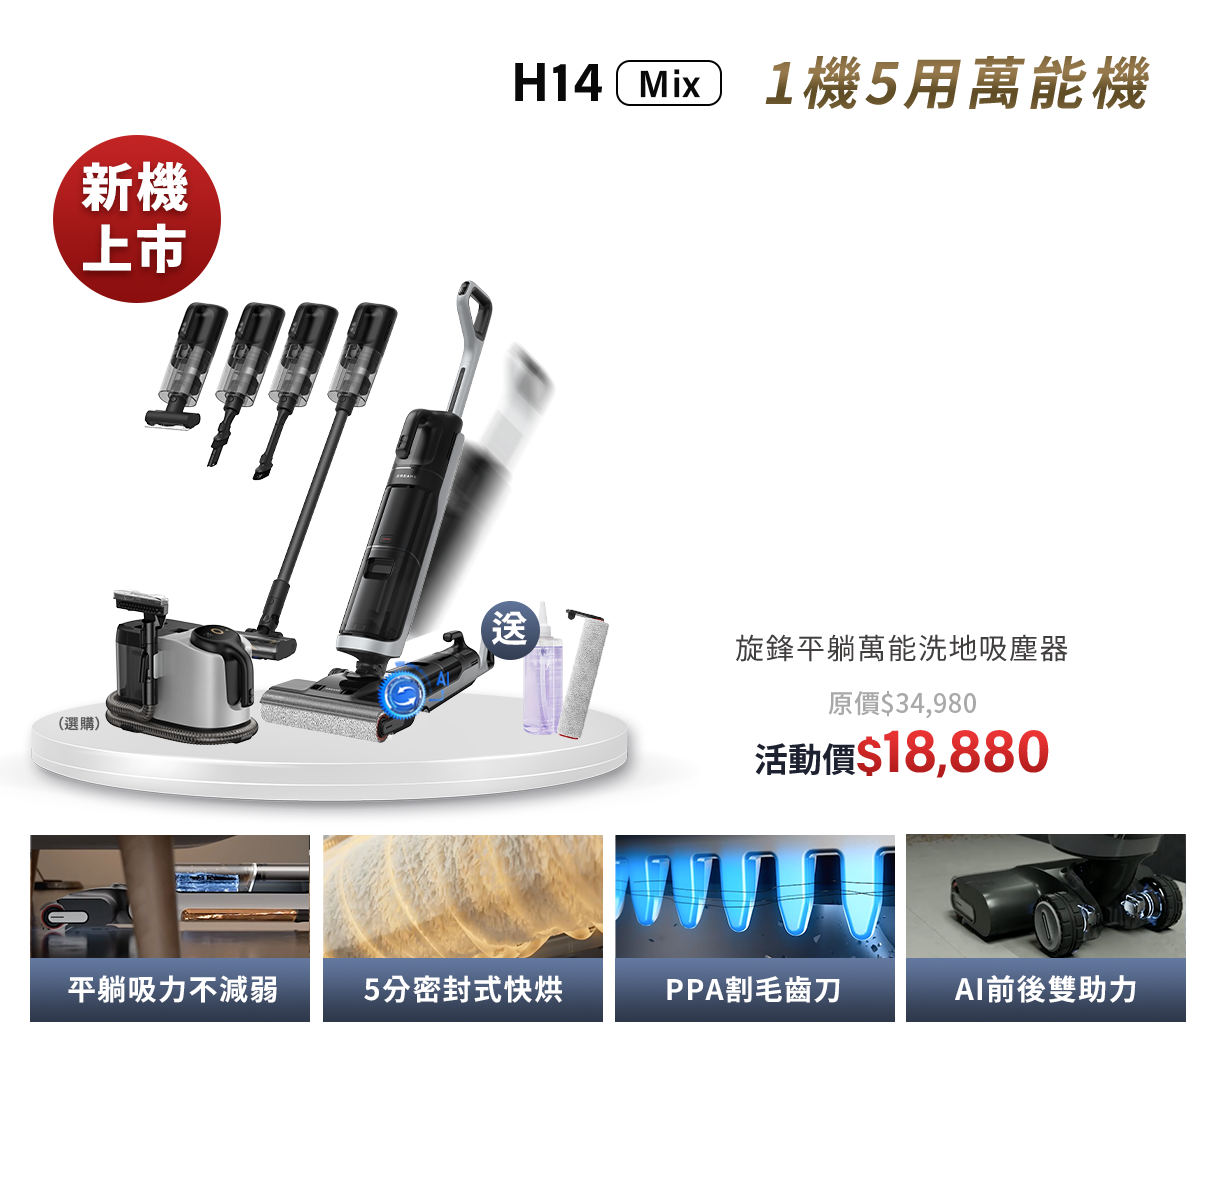 H14 Mix 1機5用萬能機
新機
上市
送
AI
(選購)
旋鋒平躺萬能洗地吸塵器
原價$34,980
活動價$18,880
平躺吸力不減弱
5分密封式快烘
PPA割毛齒刀
AI前後雙助力